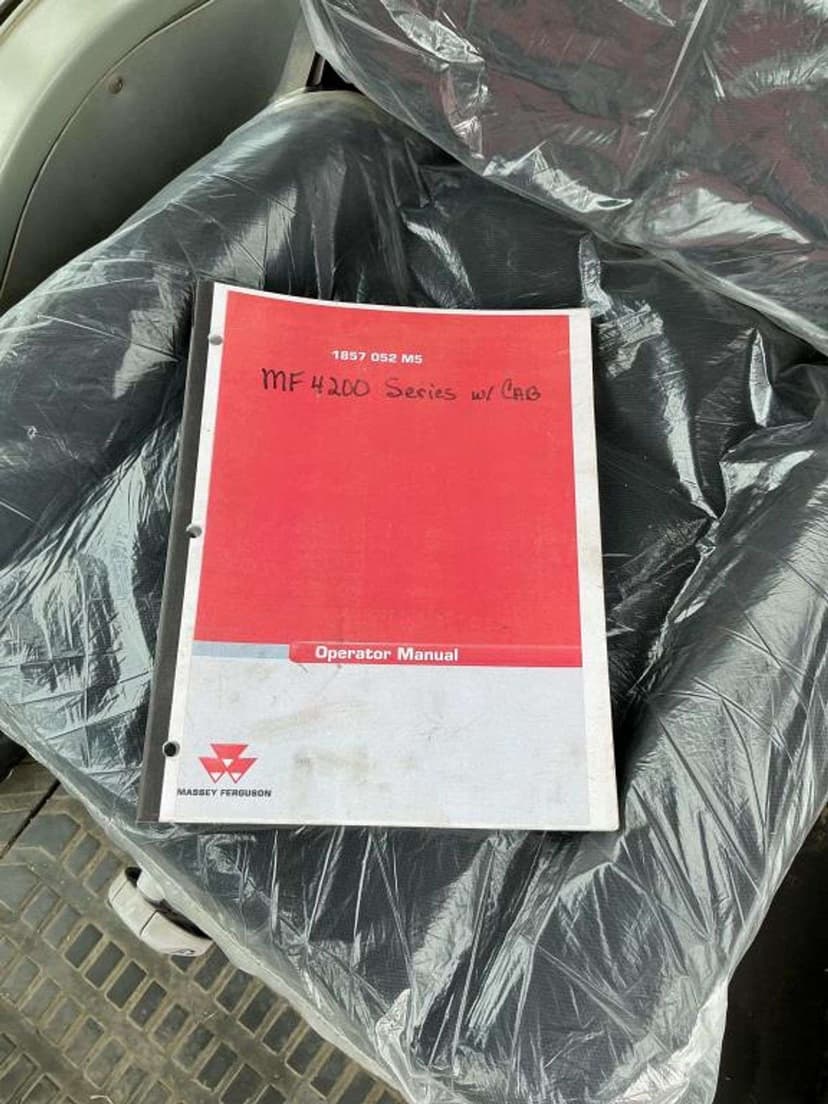 1857 052 M5
MF 4200 Series w/ CAB
Operator Manual
MASSEY FERGUSON